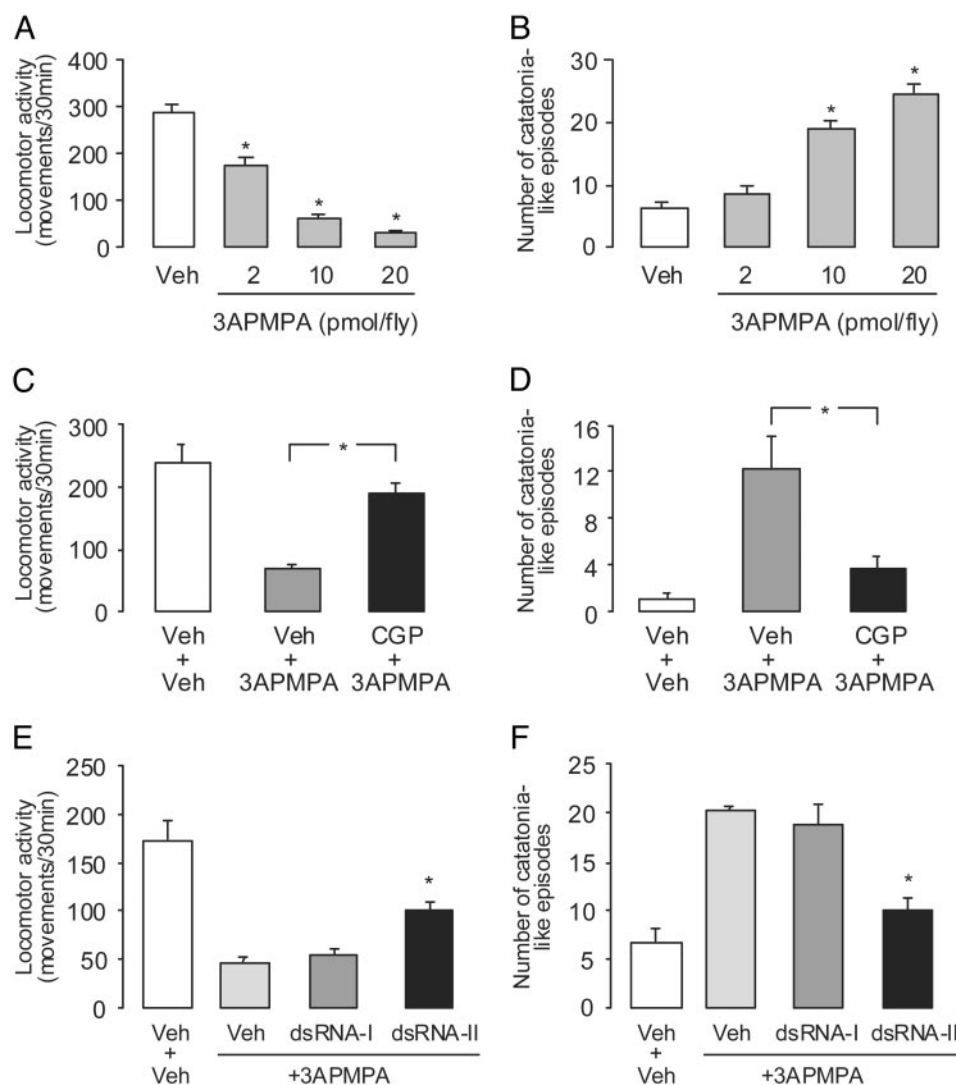 A
Locomotor activity
(movements/30min)
400
300
200
100
0
*
*
*
Veh
2
10
20
3APMPA (pmol/fly)
B
Number of catatonia-
like episodes
30
20
10
0
*
*
Veh
2
10
20
3APMPA (pmol/fly)
C
Locomotor activity
(movements/30min)
300
200
100
0
*
Veh
+
Veh
Veh
+
3APMPA
CGP
+
3APMPA
D
Number of catatonia-
like episodes
16
12
8
4
0
*
Veh
+
Veh
Veh
+
3APMPA
CGP
+
3APMPA
E
Locomotor activity
(movements/30min)
200
150
100
50
0
*
Veh
+
Veh
Veh
dsRNA-I
dsRNA-II
+3APMPA
F
Number of catatonia-
like episodes
25
20
15
10
5
0
*
Veh
+
Veh
Veh
dsRNA-I
dsRNA-II
+3APMPA